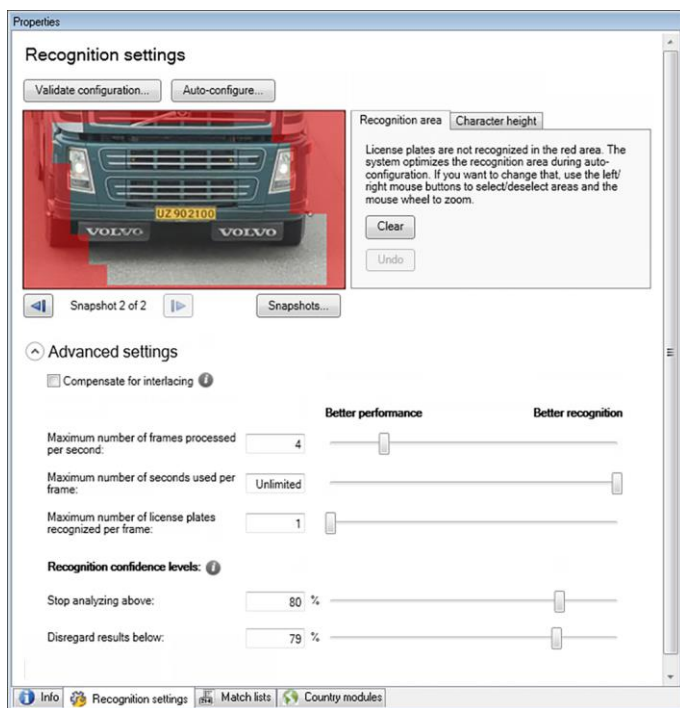 Properties
Recognition settings
Validate configuration...
Auto-configure...
Recognition area
Character height
License plates are not recognized in the red area. The
system optimizes the recognition area during auto-
configuration. If you want to change that, use the left/
right mouse buttons to select/deselect areas and the
mouse wheel to zoom.
Clear
Undo
UZ 902100
VOLVO
VOLVO
Snapshot 2 of 2
Snapshots...
Advanced settings
Compensate for interlacing
Better performance
Better recognition
Maximum number of frames processed
per second:
4
Maximum number of seconds used per
frame:
Unlimited
Maximum number of license plates
recognized per frame:
1
Recognition confidence levels:
Stop analyzing above:
80 %
Disregard results below:
79 %
Info
Recognition settings
Match lists
Country modules